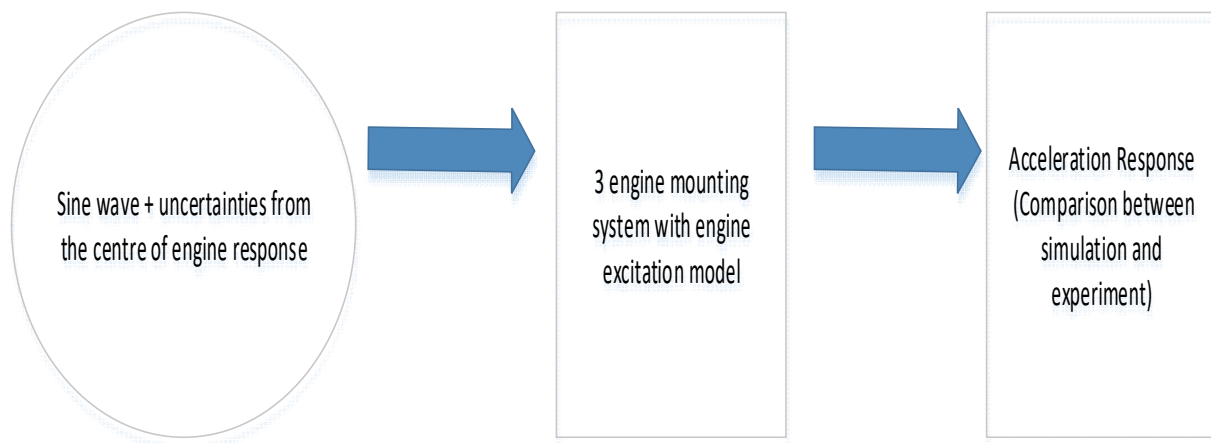 Sine wave + uncertainties from
the centre of engine response
3 engine mounting
system with engine
excitation model
Acceleration Response
(Comparison between
simulation and
experiment)